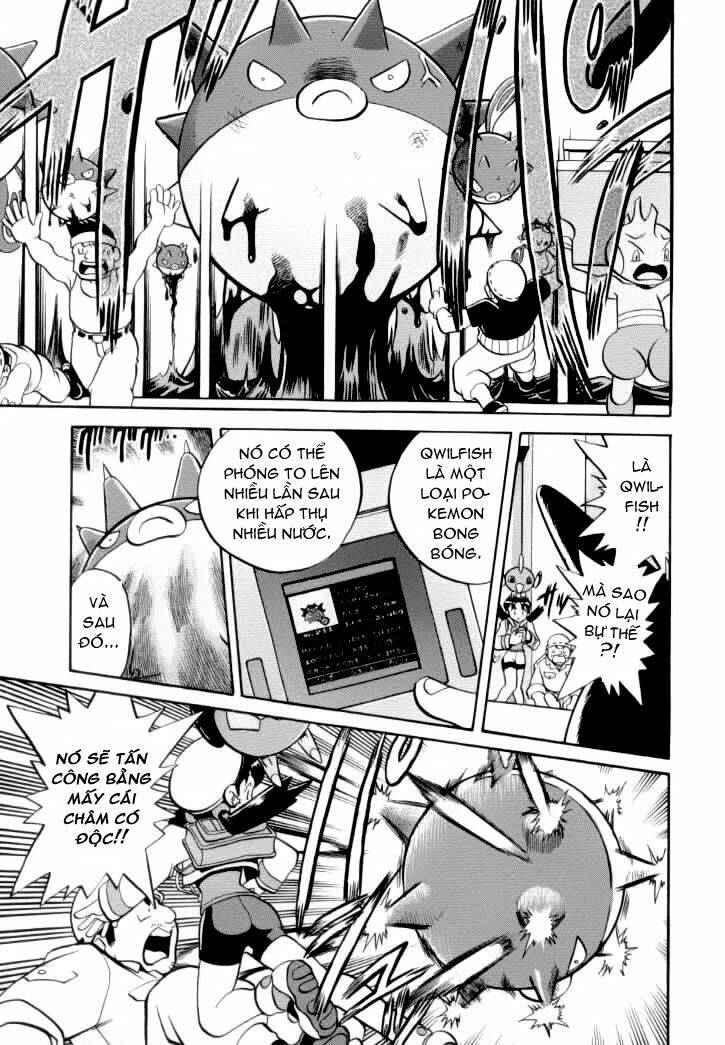 LÀ
QWIL-
FISH
!!
MÀ SAO
NÓ LẠI
BỰ THẾ
?!
QWILFISH
LÀ MỘT
LOẠI PO-
KEMON
BONG
BÓNG.
NÓ CÓ THỂ
PHÓNG TO LÊN
NHIỀU LẦN SAU
KHI HẤP THỤ
NHIỀU NƯỚC.
VÀ
SAU
ĐÓ...
NÓ SẼ TẤN
CÔNG BẰNG
MẤY CÁI
CHÂM CÓ
ĐỘC!!